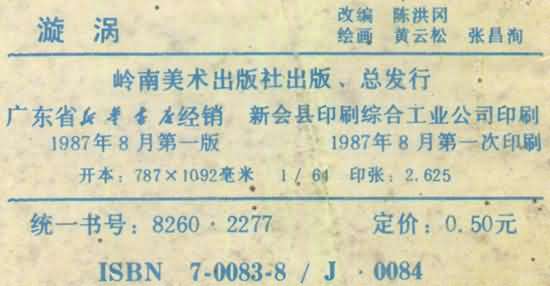 漩涡
改编 陈洪冈
绘画 黄云松 张昌洵
岭南美术出版社出版、总发行
广东省新华书店经销 新会县印刷综合工业公司印刷
1987年8月第一版 1987年8月第一次印刷
开本：787×1092毫米 1/64 印张：2.625
统一书号：8260·2277 定价：0.50元
ISBN 7-0083-8 / J ·0084